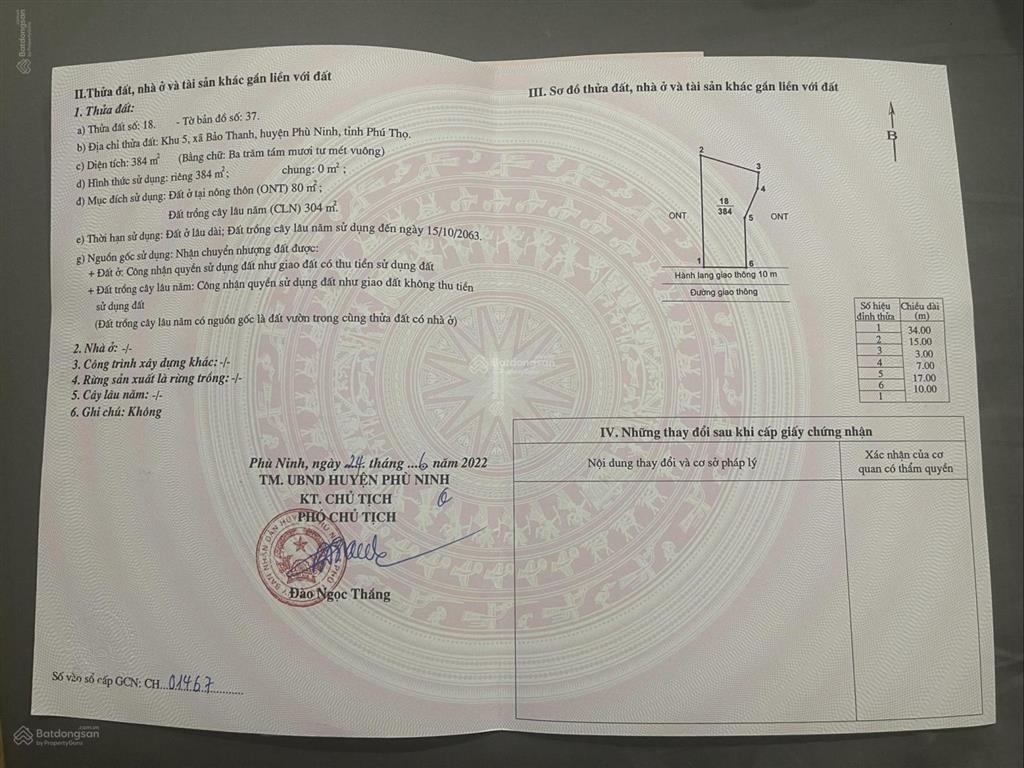 II.Thửa đất, nhà ở và tài sản khác gắn liền với đất
1. Thửa đất:
a) Thửa đất số: 18. - Tờ bản đồ số: 37.
b) Địa chỉ thửa đất: Khu 5, xã Bảo Thanh, huyện Phù Ninh, tỉnh Phú Thọ.
c) Diện tích: 384 m² (Bằng chữ: Ba trăm tám mươi tư mét vuông)
d) Hình thức sử dụng: riêng 384 m²; chung: 0 m²;
đ) Mục đích sử dụng: Đất ở tại nông thôn (ONT) 80 m²;
Đất trồng cây lâu năm (CLN) 304 m².
e) Thời hạn sử dụng: Đất ở lâu dài; Đất trồng cây lâu năm sử dụng đến ngày 15/10/2063.
g) Nguồn gốc sử dụng: Nhận chuyển nhượng đất được:
+ Đất ở: Công nhận quyền sử dụng đất như giao đất có thu tiền sử dụng đất
+ Đất trồng cây lâu năm: Công nhận quyền sử dụng đất như giao đất không thu tiền
sử dụng đất
(Đất trồng cây lâu năm có nguồn gốc là đất vườn trong cùng thửa đất có nhà ở)
2. Nhà ở: -/-
3. Công trình xây dựng khác: -/-
4. Rừng sản xuất là rừng trồng: -/-
5. Cây lâu năm: -/-
6. Ghi chú: Không
Phù Ninh, ngày 24 tháng ...6 năm 2022
TM. UBND HUYỆN PHÙ NINH
KT. CHỦ TỊCH
PHÓ CHỦ TỊCH
Đào Ngọc Thắng
Số vào sổ cấp GCN: CH...01467...
III. Sơ đồ thửa đất, nhà ở và tài sản khác gắn liền với đất
B
2
3
4
18
384
5
ONT
ONT
1
6
Hành lang giao thông 10 m
Đường giao thông
Số hiệu đỉnh thửa Chiều dài (m)
1
34.00
2
15.00
3
3.00
4
7.00
5
17.00
6
10.00
1
IV. Những thay đổi sau khi cấp giấy chứng nhận
Nội dung thay đổi và cơ sở pháp lý
Xác nhận của cơ
quan có thẩm quyền
Batdongsan
by PropertyGuru
Batdongsan
Batdongsan
.com.vn
by PropertyGuru